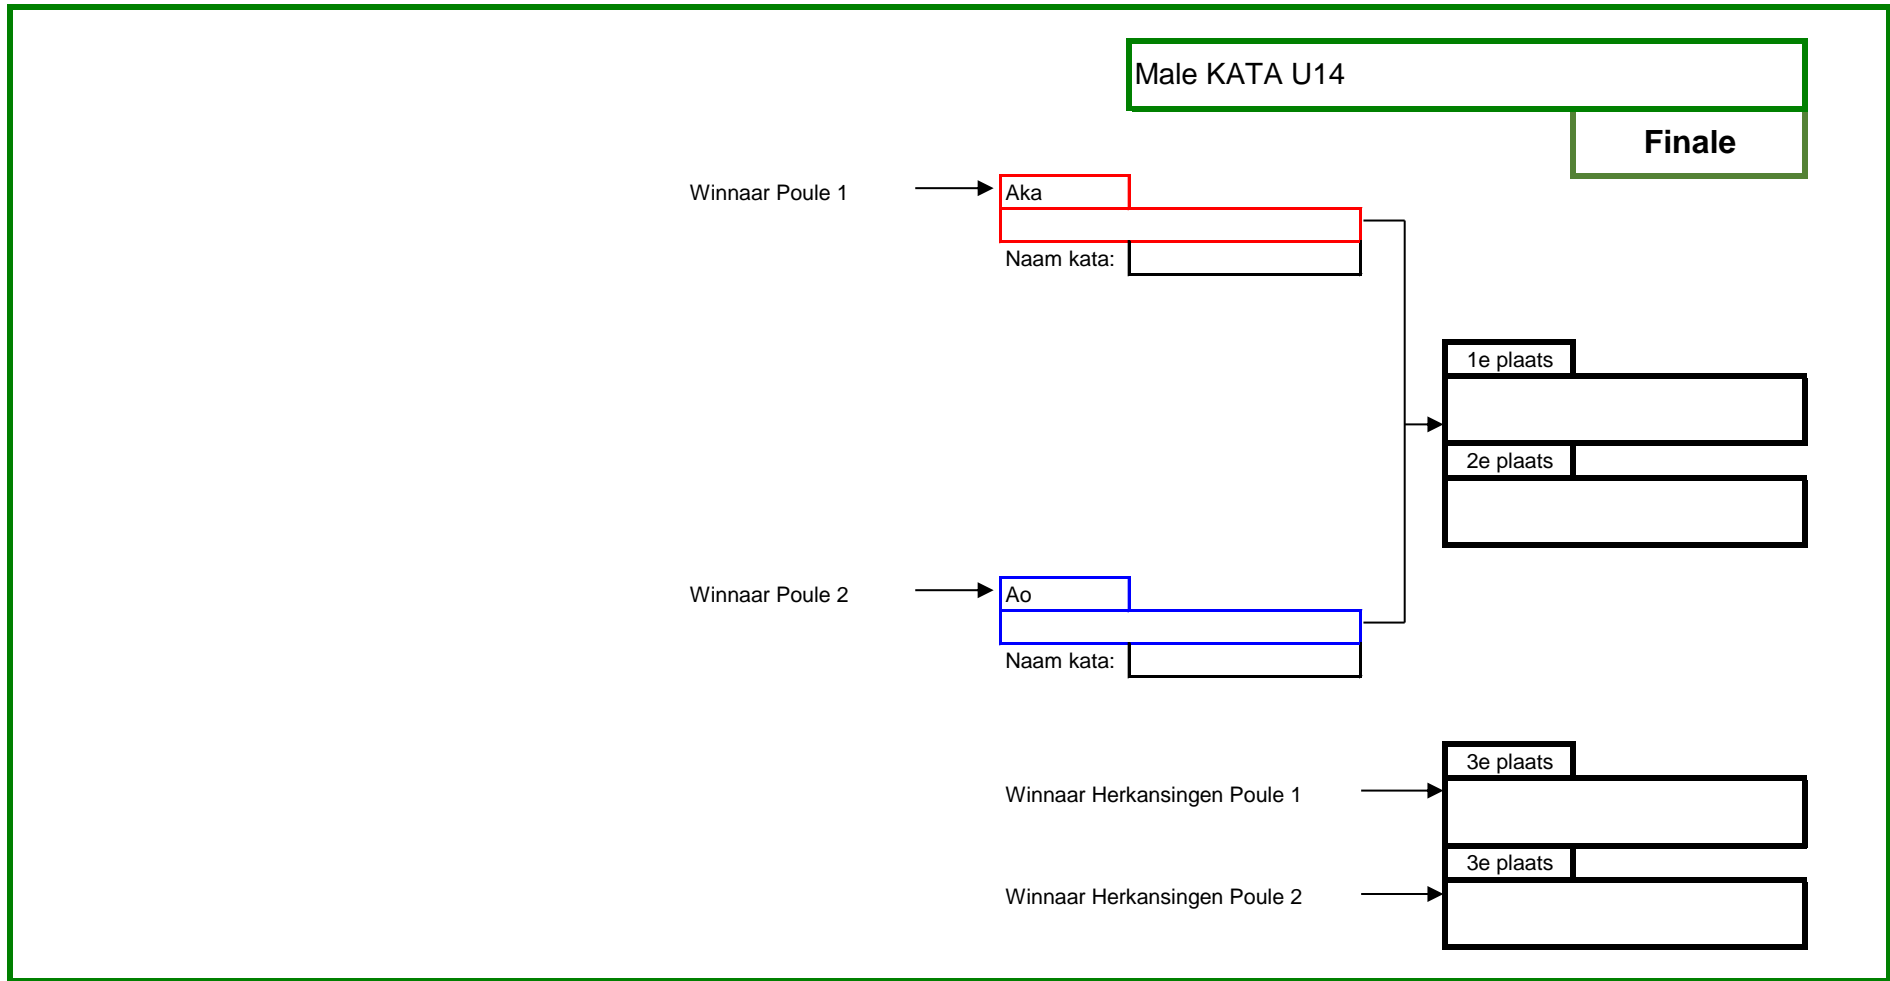 Male KATA U14
Finale
Winnaar Poule 1
Aka
Naam kata:
1e plaats
2e plaats
Winnaar Poule 2
Ao
Naam kata:
3e plaats
Winnaar Herkansingen Poule 1
3e plaats
Winnaar Herkansingen Poule 2